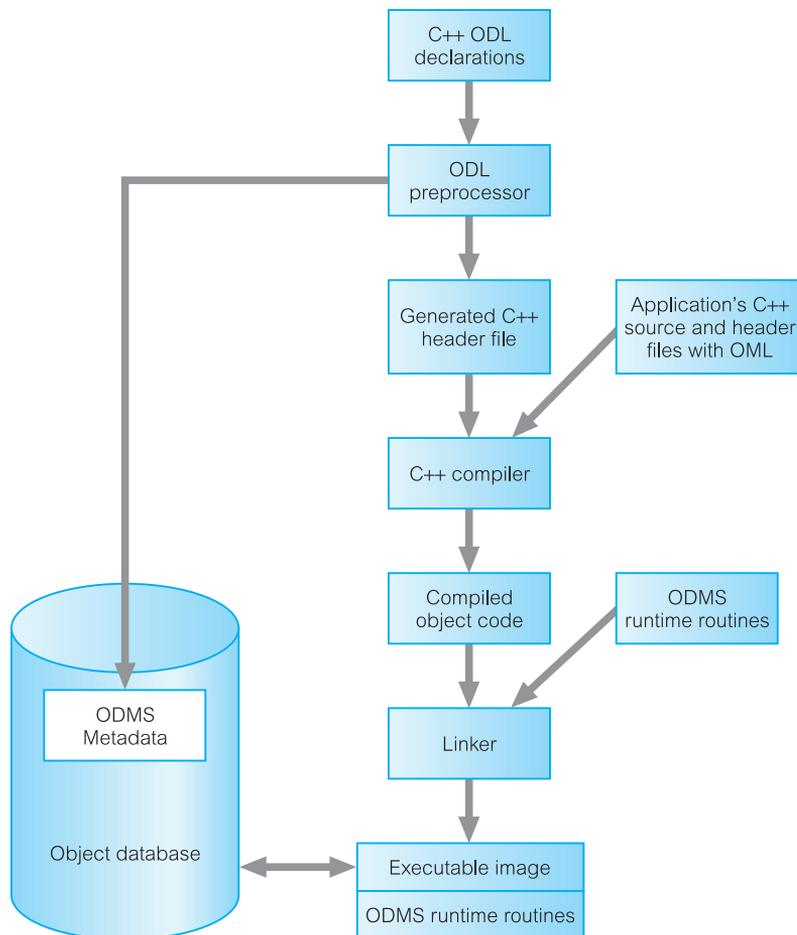 C++ ODL
declarations
ODL
preprocessor
Generated C++
header file
Application's C++
source and header
files with OML
C++ compiler
Compiled
object code
ODMS
runtime routines
ODMS
Metadata
Linker
Object database
Executable image
ODMS runtime routines